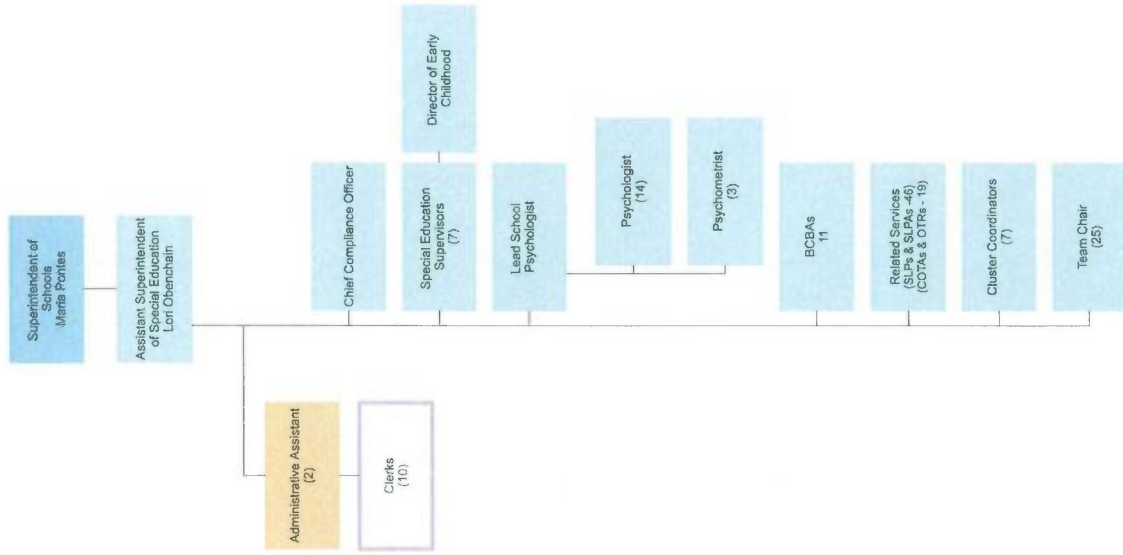 Superintendent of
Schools
Maria Pontes
Assistant Superintendent
of Special Education
Lori Obenchain
Administrative Assistant
(2)
Clerks
(10)
Chief Compliance Officer
Special Education
Supervisors
(7)
Director of Early
Childhood
Lead School
Psychologist
Psychologist
(14)
Psychometrist
(3)
BCBAs
11
Related Services
(SLPs & SLPAs -46)
(COTAs & OTRs - 19)
Cluster Coordinators
(7)
Team Chair
(25)